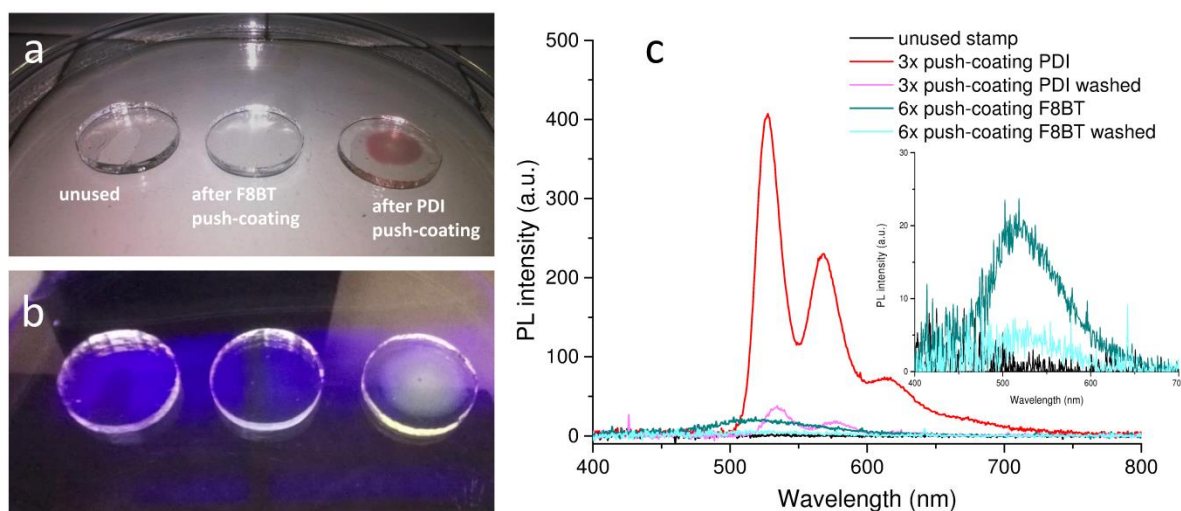 a
unused
after F8BT
push-coating
after PDI
push-coating
b
c
unused stamp
3x push-coating PDI
3x push-coating PDI washed
6x push-coating F8BT
6x push-coating F8BT washed
PL intensity (a.u.)
500
400
300
200
100
0
400
500
600
700
800
Wavelength (nm)
PL intensity (a.u.)
30
20
10
0
400
500
600
700
Wavelength (nm)